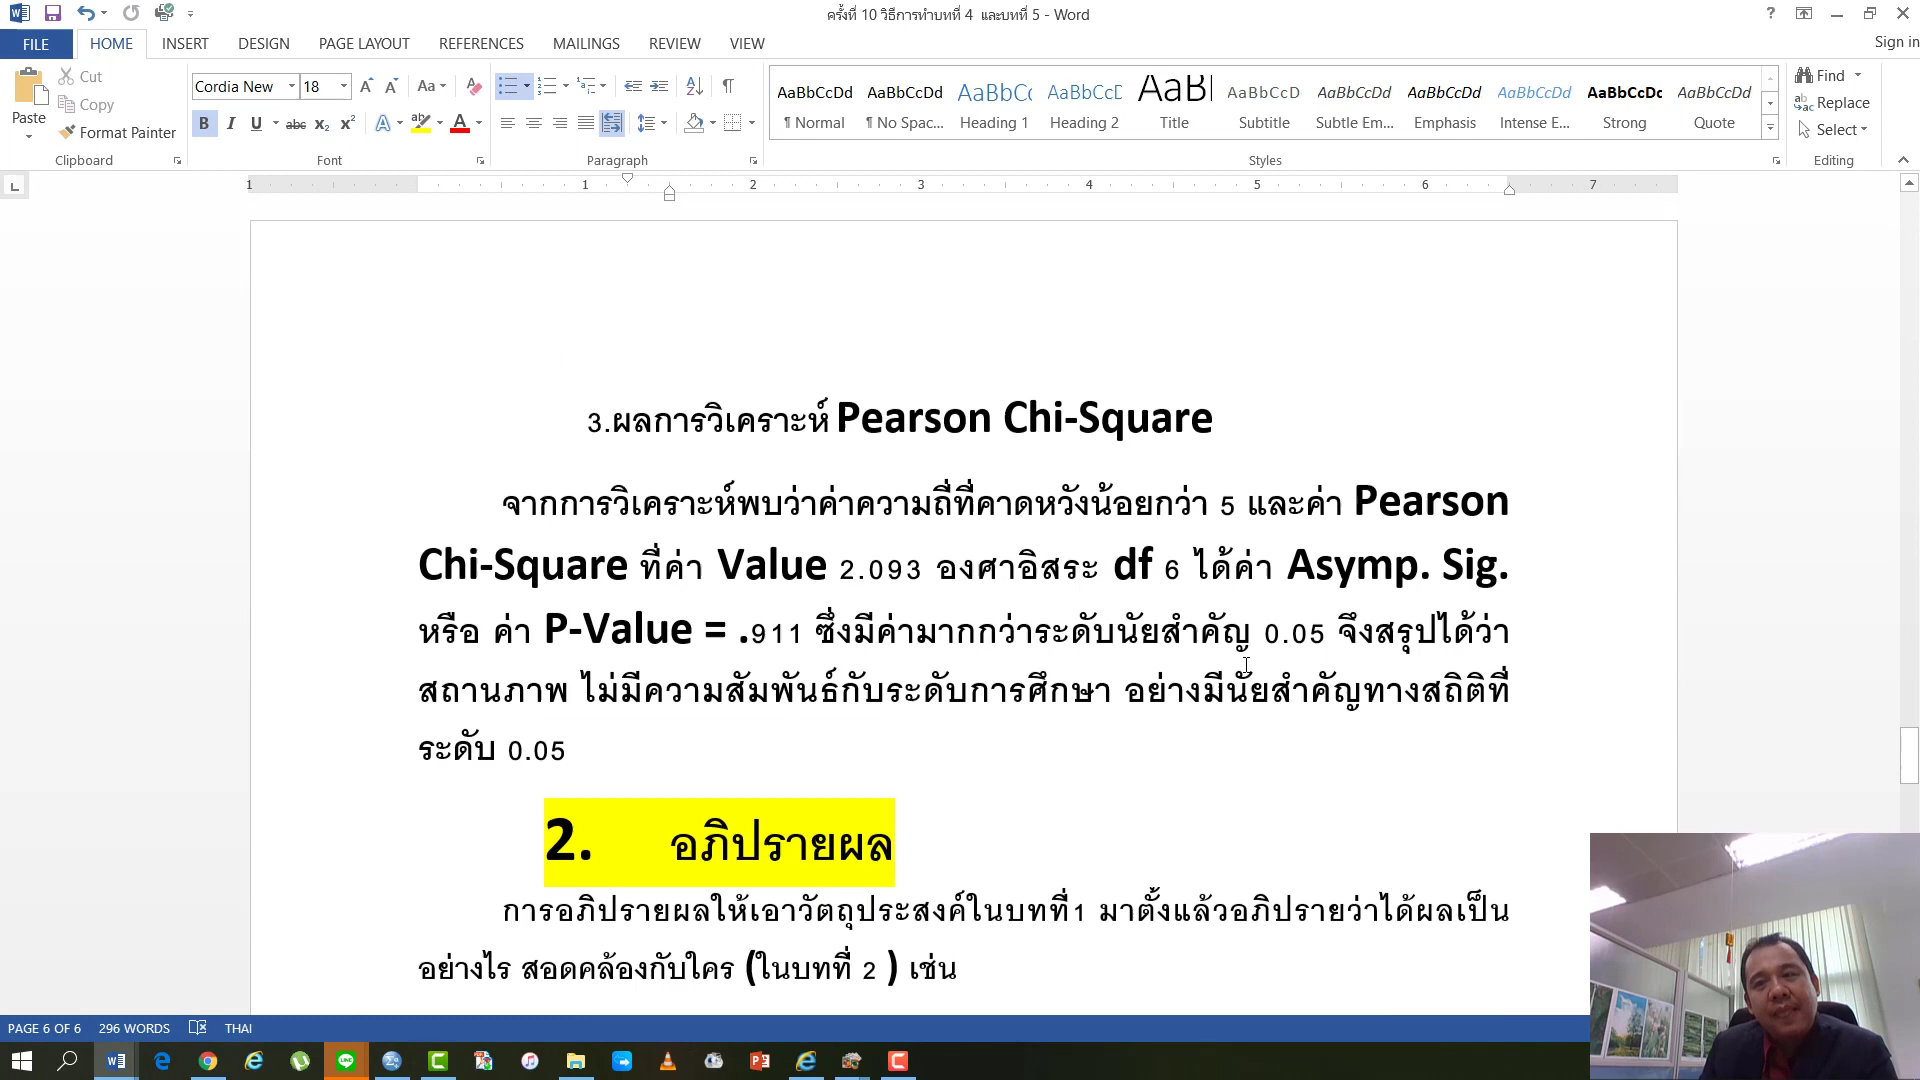 ครั้งที่ 10 วิธีการทำบทที่ 4 และบทที่ 5 - Word
Sign in
FILE HOME INSERT DESIGN PAGE LAYOUT REFERENCES MAILINGS REVIEW VIEW
Paste
Cut
Copy
Format Painter
Clipboard
Cordia New 18
Font
Paragraph
AaBbCcDd AaBbCcDd AaBbCc AaBbCcD AaBl AaBbCcD AaBbCcDd AaBbCcDd AaBbCcDd AaBbCcDc AaBbCcDd
¶ Normal ¶ No Spac... Heading 1 Heading 2 Title Subtitle Subtle Em... Emphasis Intense E... Strong Quote
Styles
Find
Replace
Select
Editing
1 1 2 3 4 5 6 7
3.ผลการวิเคราะห์ Pearson Chi-Square
จากการวิเคราะห์พบว่าค่าความถี่ที่คาดหวังน้อยกว่า 5 และค่า Pearson
Chi-Square ที่ค่า Value 2.093 องศาอิสระ df 6 ได้ค่า Asymp. Sig.
หรือ ค่า P-Value = .911 ซึ่งมีค่ามากกว่าระดับนัยสำคัญ 0.05 จึงสรุปได้ว่า
สถานภาพ ไม่มีความสัมพันธ์กับระดับการศึกษา อย่างมีนัยสำคัญทางสถิติที่
ระดับ 0.05
2. อภิปรายผล
การอภิปรายผลให้เอาวัตถุประสงค์ในบทที่1 มาตั้งแล้วอภิปรายว่าได้ผลเป็น
อย่างไร สอดคล้องกับใคร (ในบทที่ 2 ) เช่น
PAGE 6 OF 6 296 WORDS THAI